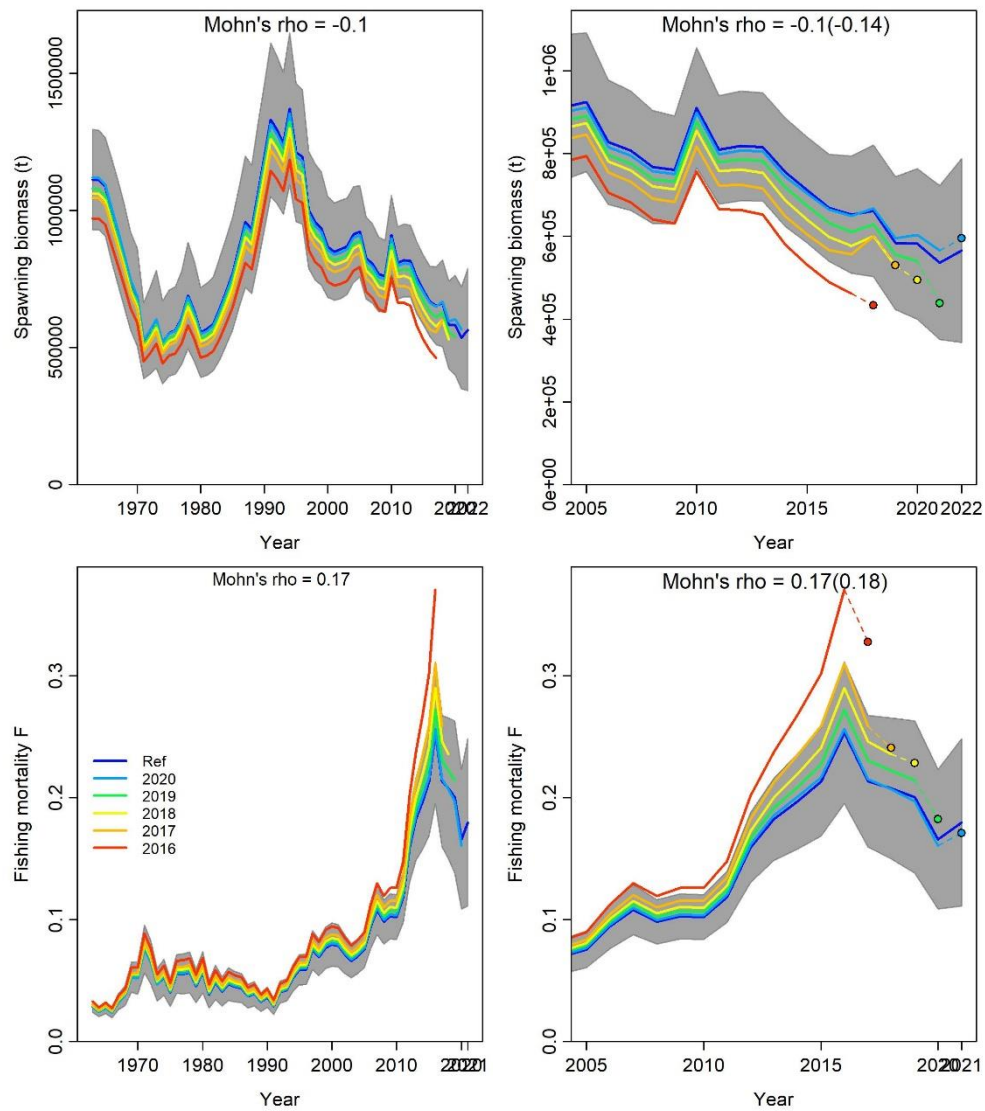 Mohn's rho = -0.1
Spawning biomass (t)
1500000
1000000
500000
0
1970
1980
1990
2000
2010
2020
2022
Year
Mohn's rho = -0.1(-0.14)
Spawning biomass (t)
1e+06
8e+05
6e+05
4e+05
2e+05
0e+00
2005
2010
2015
2020
2022
Year
Mohn's rho = 0.17
Fishing mortality F
0.3
0.2
0.1
0.0
Ref
2020
2019
2018
2017
2016
1970
1980
1990
2000
2010
2020
2021
Year
Mohn's rho = 0.17(0.18)
Fishing mortality F
0.3
0.2
0.1
0.0
2005
2010
2015
2020
2021
Year